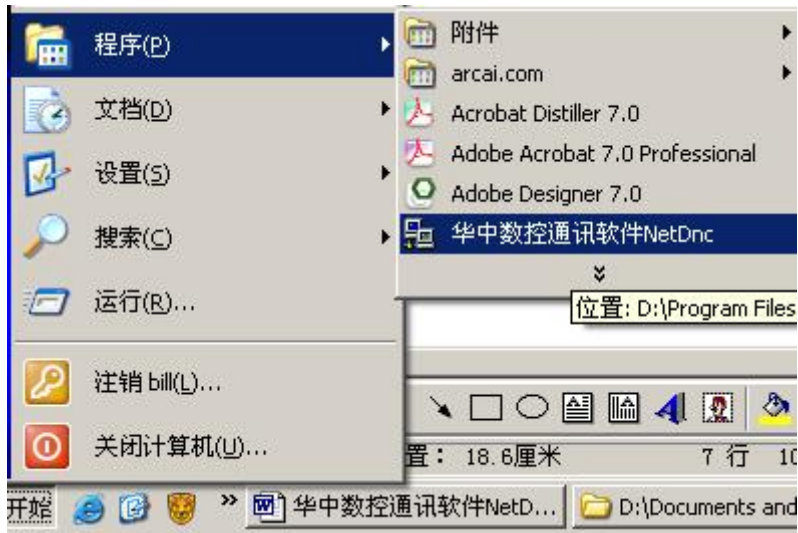 程序(P)
文档(D)
设置(S)
搜索(C)
运行(R)...
注销 bill(L)...
关闭计算机(U)...
附件
arcai.com
Acrobat Distiller 7.0
Adobe Acrobat 7.0 Professional
Adobe Designer 7.0
华中数控通讯软件NetDnc
位置: D:\Program Files
置: 18.6厘米 7 行 10
开始
华中数控通讯软件NetD...
D:\Documents and